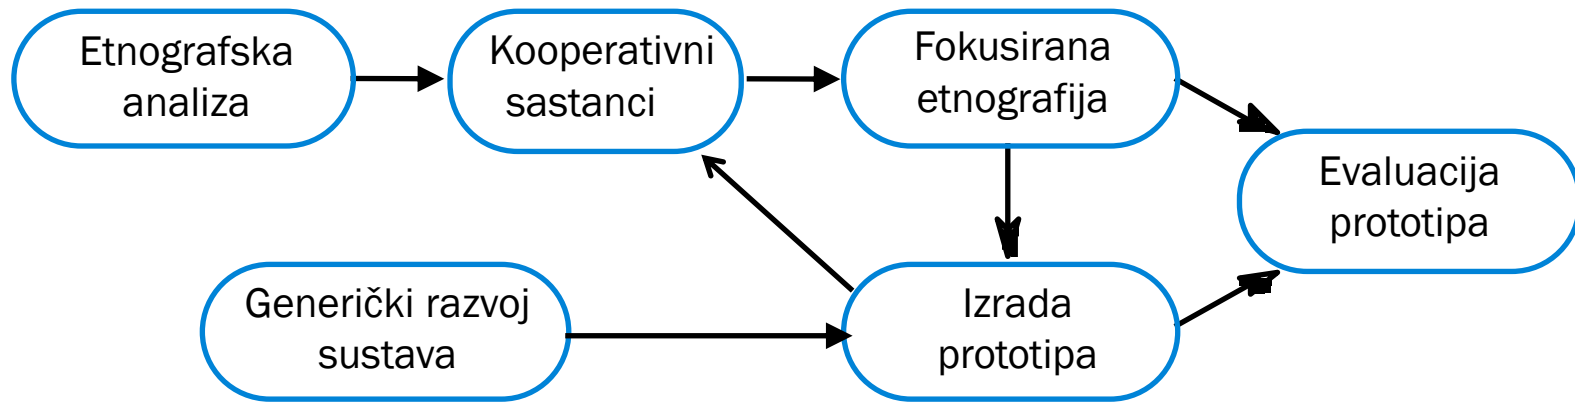 Etnografska
analiza
Kooperativni
sastanci
Fokusirana
etnografija
Evaluacija
prototipa
Generički razvoj
sustava
Izrada
prototipa